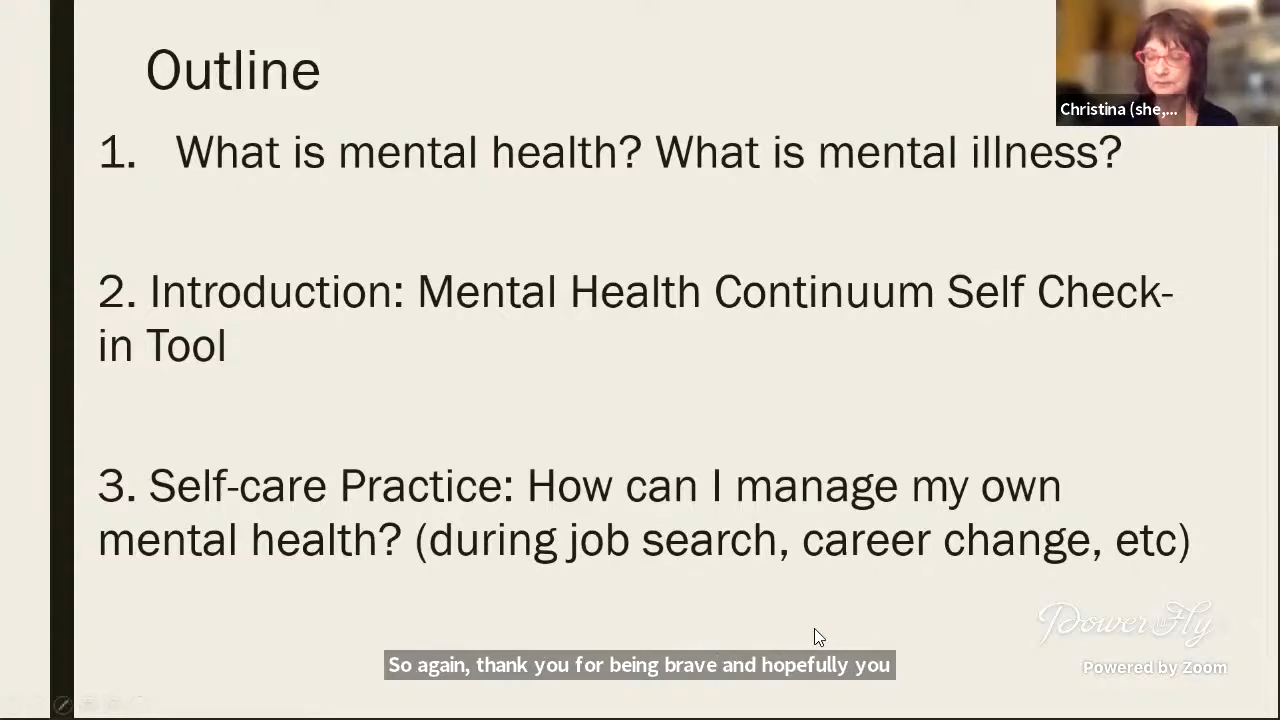 Outline
Christina (she,...
1. What is mental health? What is mental illness?
2. Introduction: Mental Health Continuum Self Check-
in Tool
3. Self-care Practice: How can I manage my own
mental health? (during job search, career change, etc)
PowerToFly
Powered by Zoom
So again, thank you for being brave and hopefully you